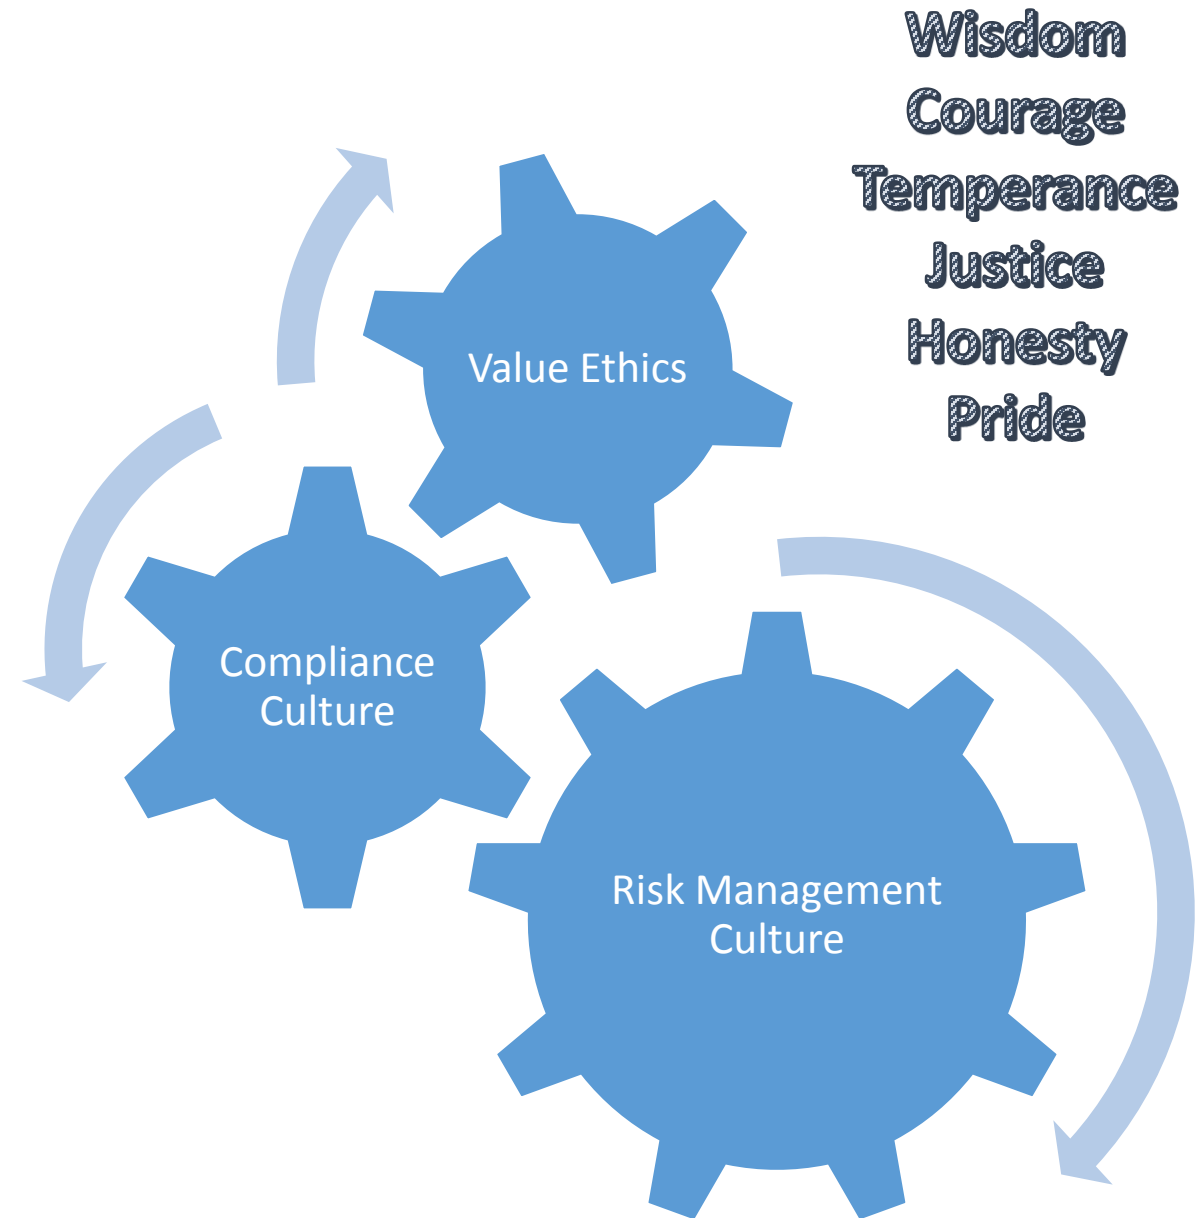 Wisdom
Courage
Temperance
Justice
Honesty
Pride
Value Ethics
Compliance
Culture
Risk Management
Culture